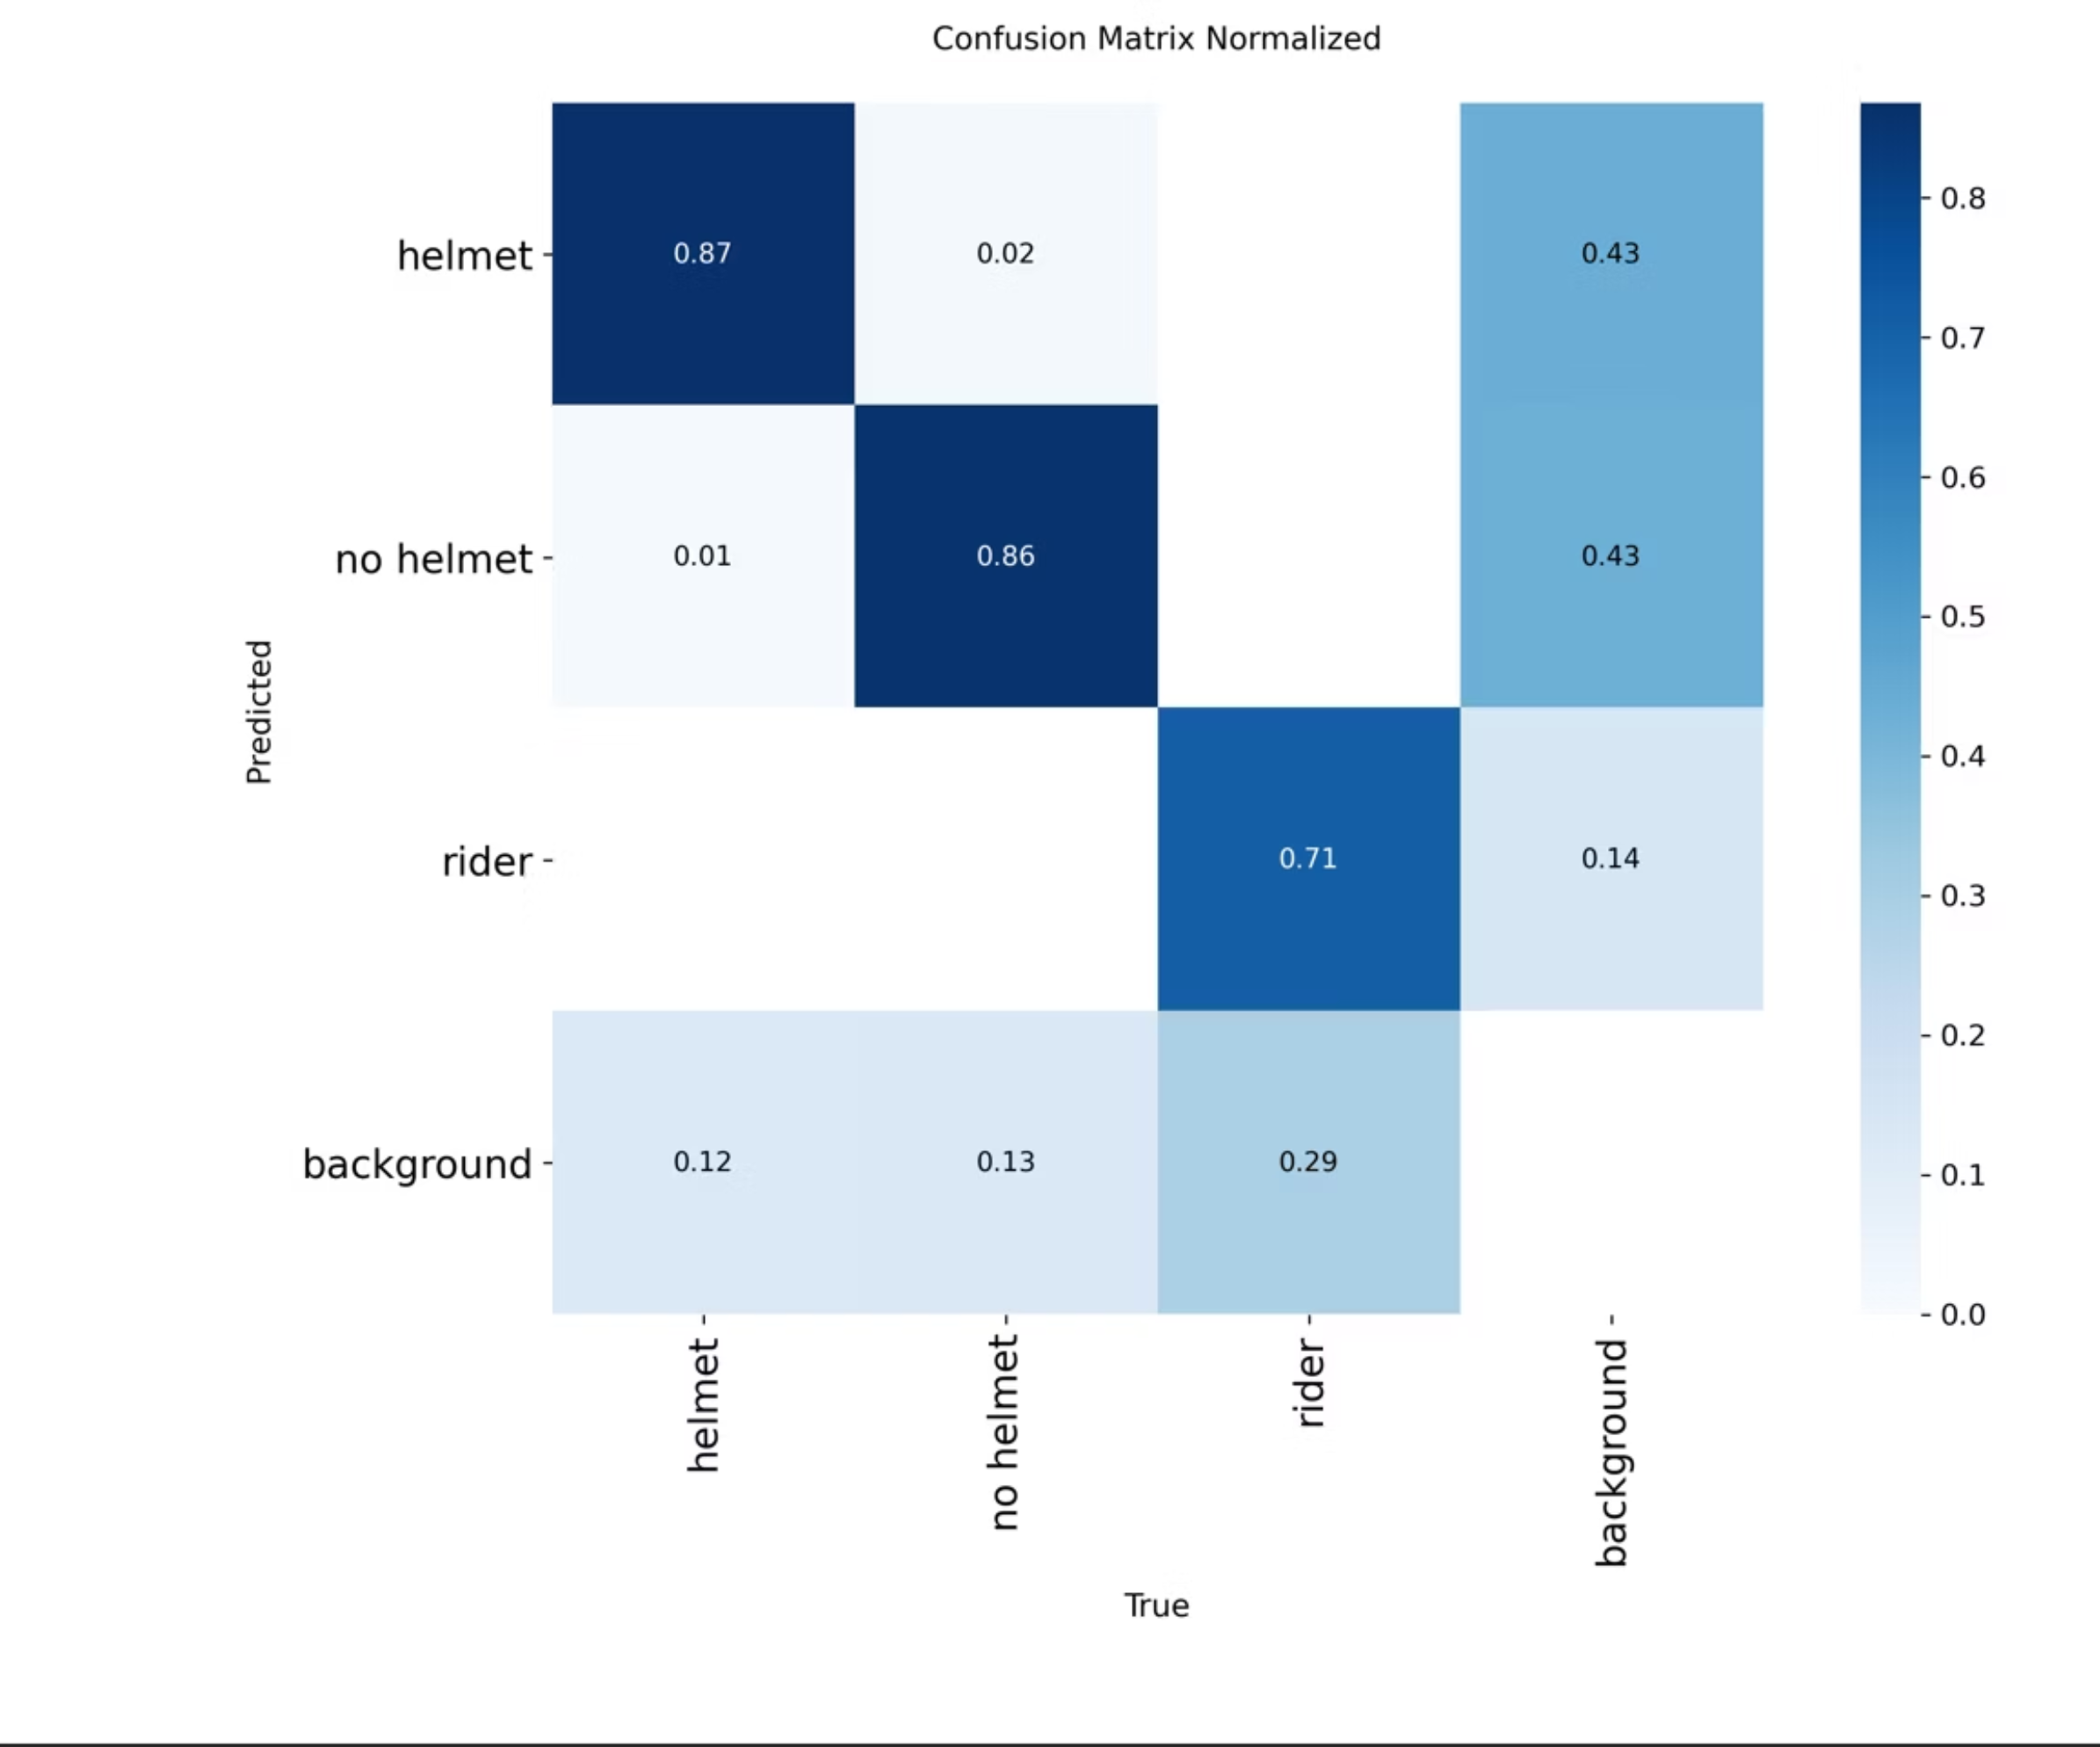 Confusion Matrix Normalized
helmet
0.87
0.02
0.43
no helmet
0.01
0.86
0.43
rider
0.71
0.14
background
0.12
0.13
0.29
Predicted
helmet
no helmet
rider
background
True
0.8
0.7
0.6
0.5
0.4
0.3
0.2
0.1
0.0